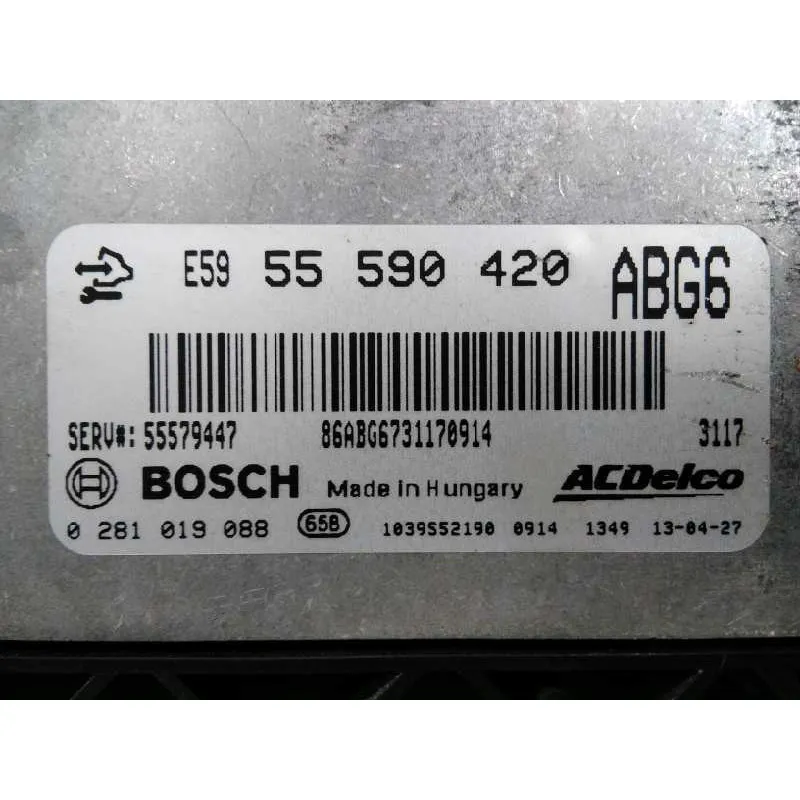 E59 55 590 420 ABG6
SERV#: 55579447 86ABG6731170914 3117
BOSCH Made in Hungary ACDelco
0 281 019 088 658 1039S52190 0914 1349 13-04-27